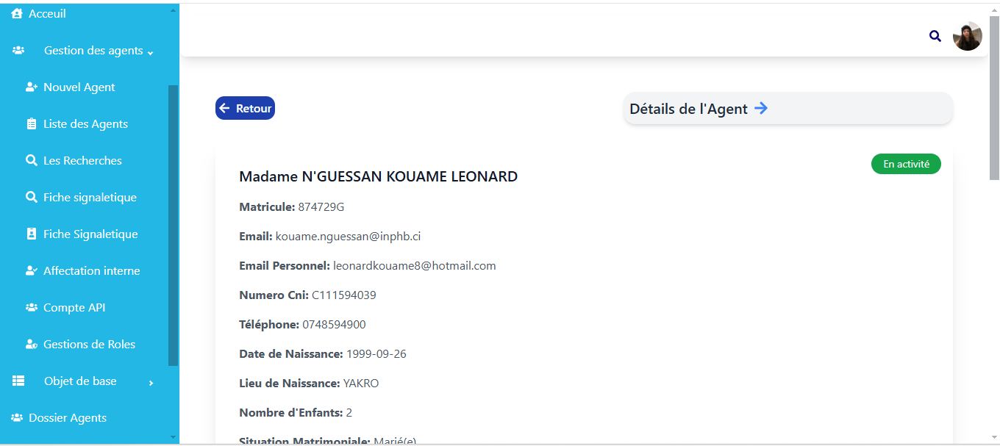 Acceuil
Gestion des agents
Nouvel Agent
Liste des Agents
Les Recherches
Fiche signaletique
Fiche Signaletique
Affectation interne
Compte API
Gestions de Roles
Objet de base
Dossier Agents
Retour
Détails de l'Agent
En activité
Madame N'GUESSAN KOUAME LEONARD
Matricule: 874729G
Email: kouame.nguessan@inphb.ci
Email Personnel: leonardkouame8@hotmail.com
Numero Cni: C111594039
Téléphone: 0748594900
Date de Naissance: 1999-09-26
Lieu de Naissance: YAKRO
Nombre d'Enfants: 2
Situation Matrimoniale: Marié(e)